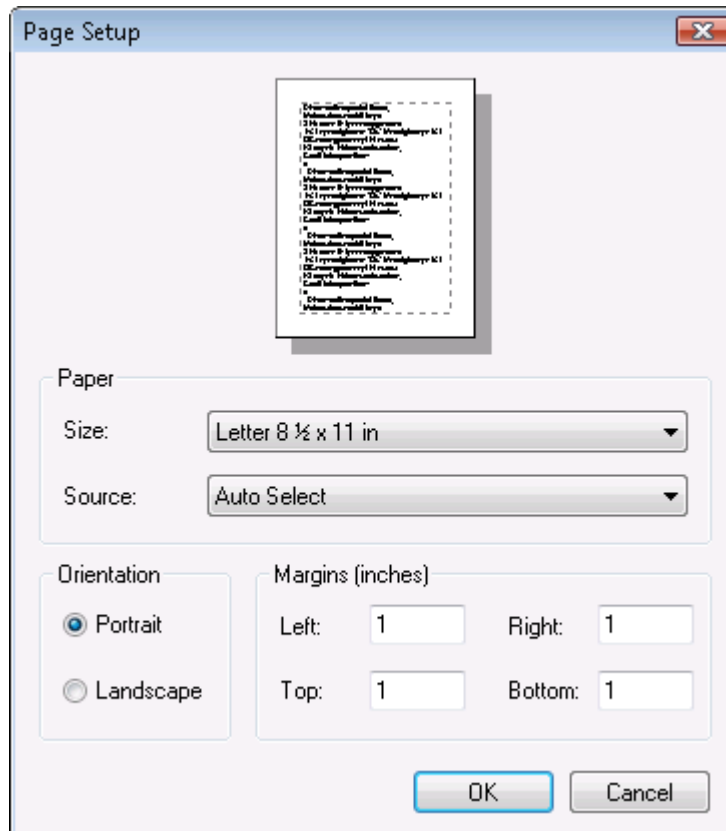 Page Setup
Paper
Size: Letter 8 ½ x 11 in
Source: Auto Select
Orientation
Portrait
Landscape
Margins (inches)
Left: 1 Right: 1
Top: 1 Bottom: 1
OK Cancel